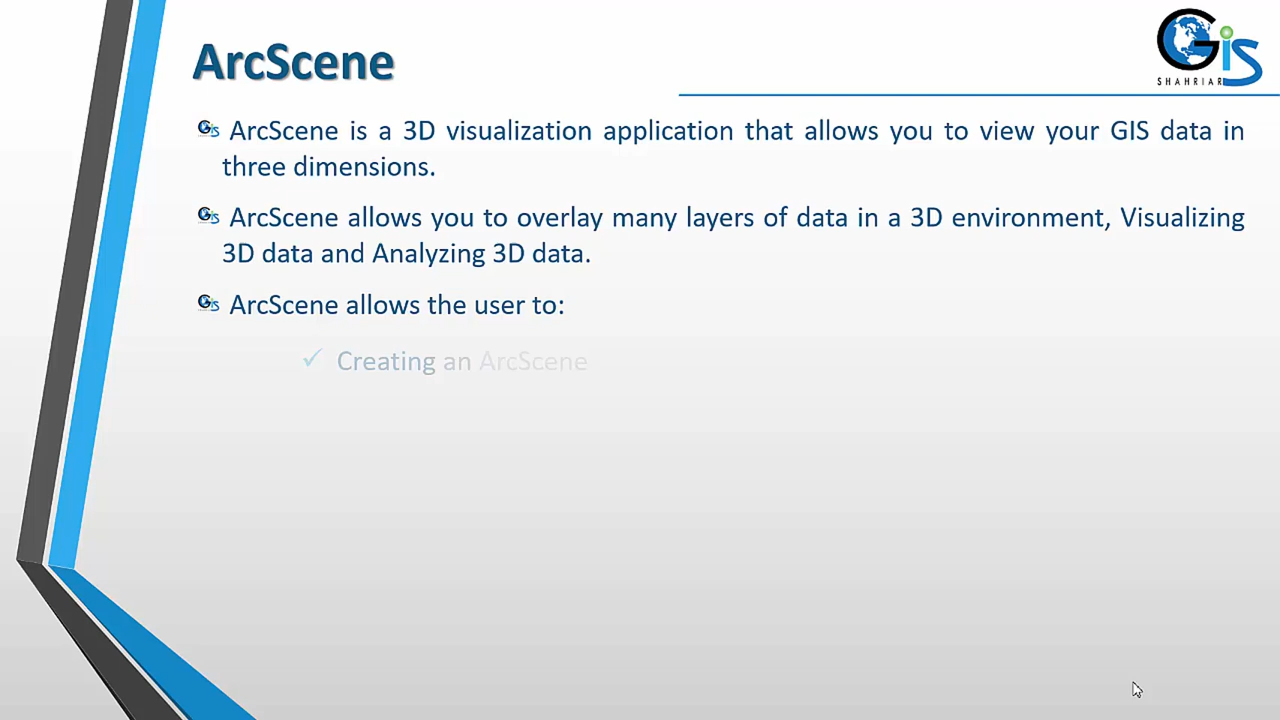 ArcScene
GiS
SHAHRIAR
ArcScene is a 3D visualization application that allows you to view your GIS data in
three dimensions.
ArcScene allows you to overlay many layers of data in a 3D environment, Visualizing
3D data and Analyzing 3D data.
ArcScene allows the user to:
✓ Creating an ArcScene